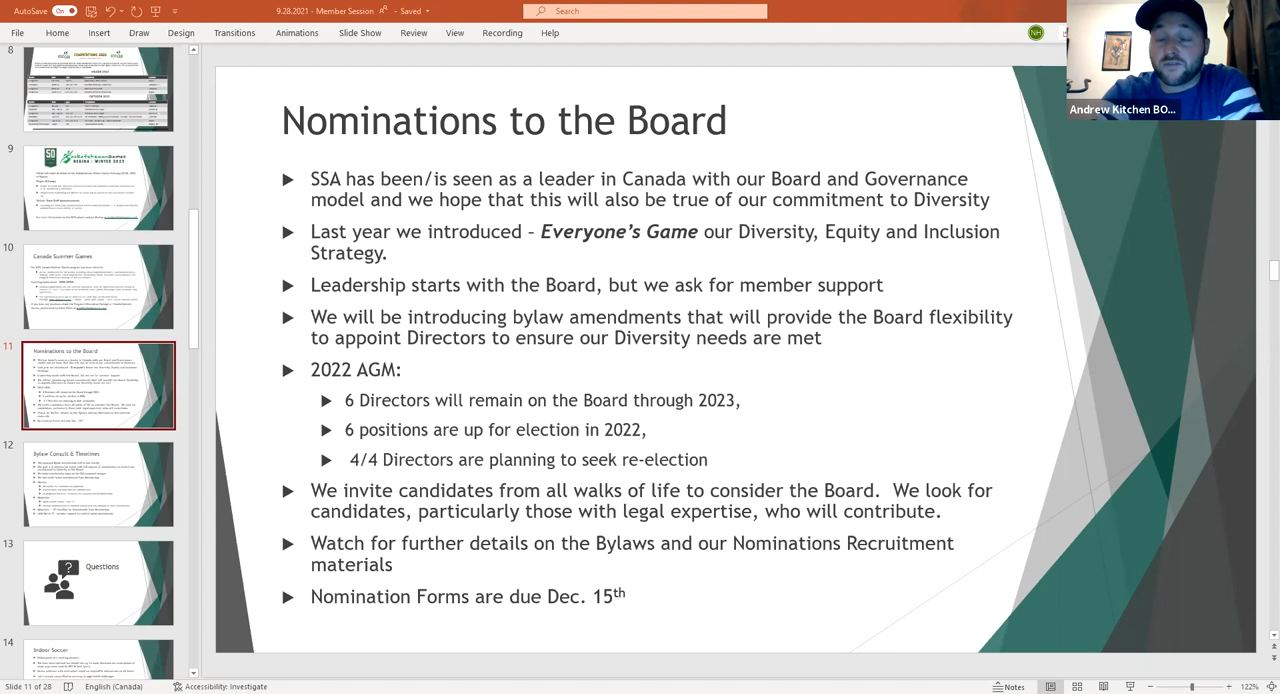 AutoSave
On
9.28.2021 - Member Session
- Saved
Search
File Home Insert Draw Design Transitions Animations Slide Show Review View Recording Help
NH
Andrew Kitchen BO...
8
9
10
Canada Summer Games
11
Nominations to the Board
12
Bylaw Consult & Timelines
13
Questions
14
Indoor Soccer
Nominations to the Board
SSA has been/is seen as a leader in Canada with our Board and Governance
model and we hope that this will also be true of our commitment to Diversity
Last year we introduced – Everyone's Game our Diversity, Equity and Inclusion
Strategy.
Leadership starts with the Board, but we ask for member support
We will be introducing bylaw amendments that will provide the Board flexibility
to appoint Directors to ensure our Diversity needs are met
2022 AGM:
6 Directors will remain on the Board through 2023,
6 positions are up for election in 2022,
4/4 Directors are planning to seek re-election
We invite candidates from all walks of life to consider the Board. We look for
candidates, particularly those with legal expertise, who will contribute.
Watch for further details on the Bylaws and our Nominations Recruitment
materials
Nomination Forms are due Dec. 15th
Slide 11 of 28
English (Canada)
Accessibility: Investigate
Notes
122%